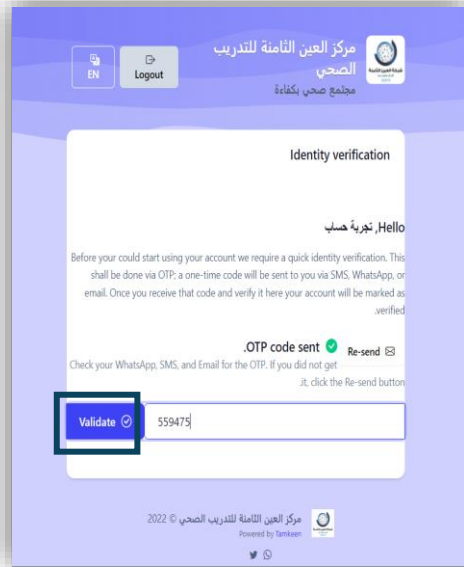 مركز العين الثامنة للتدريب
الصحي
مجتمع صحي بكفاءة
Logout
EN
Identity verification
Hello, تجربة حساب
Before your could start using your account we require a quick identity verification. This
shall be done via OTP; a one-time code will be sent to you via SMS, WhatsApp, or
email. Once you receive that code and verify it here your account will be marked as
.verified
.OTP code sent
Re-send
Check your WhatsApp, SMS, and Email for the OTP. If you did not get
.it, click the Re-send button
Validate
559475
مركز العين الثامنة للتدريب الصحي © 2022
Powered by Tamkeen